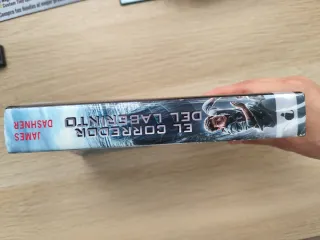 JAMES
DASHNER
EL CORREDOR
DEL LABERINTO